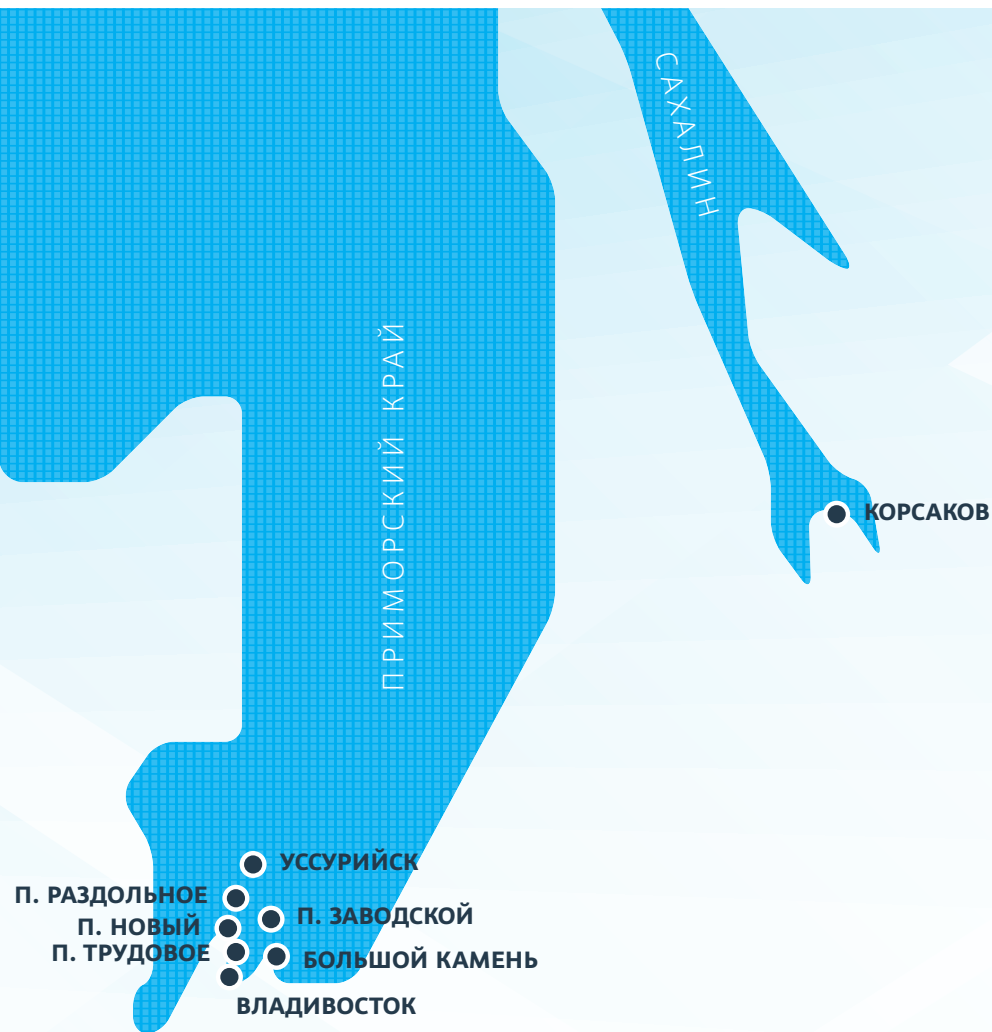 САХАЛИН
ПРИМОРСКИЙ КРАЙ
КОРСАКОВ
УССУРИЙСК
П. РАЗДОЛЬНОЕ
П. ЗАВОДСКОЙ
П. НОВЫЙ
П. ТРУДОВОЕ
БОЛЬШОЙ КАМЕНЬ
ВЛАДИВОСТОК